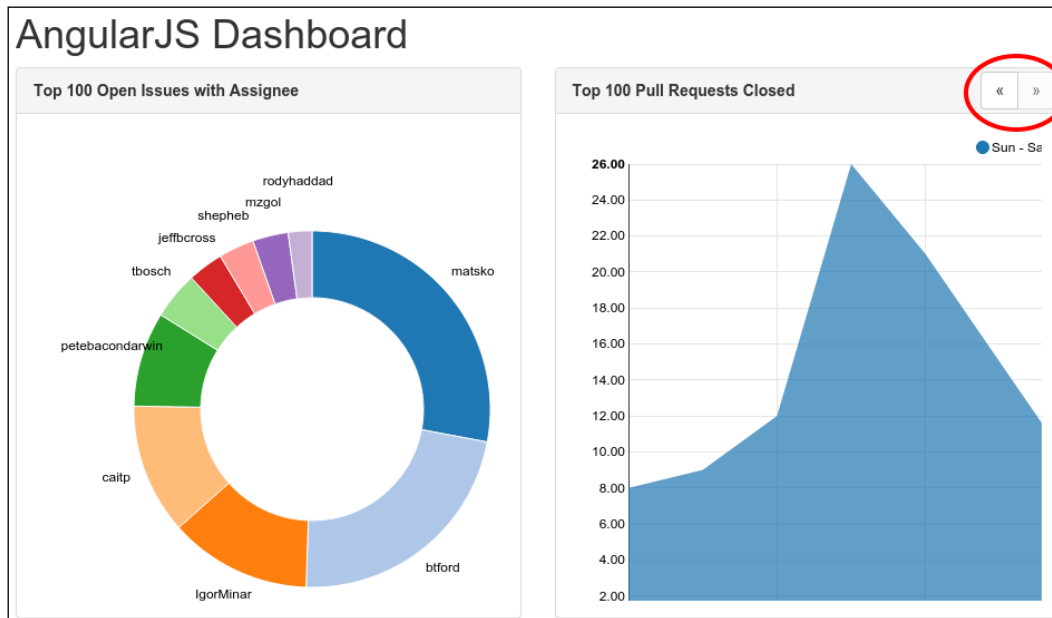 AngularJS Dashboard
Top 100 Open Issues with Assignee
rodyhaddad
mzgol
shepheb
jeffbcross
tbosch
matsko
petebacondarwin
caitp
btford
IgorMinar
Top 100 Pull Requests Closed
« »
Sun - Sa
26.00
24.00
22.00
20.00
18.00
16.00
14.00
12.00
10.00
8.00
6.00
4.00
2.00